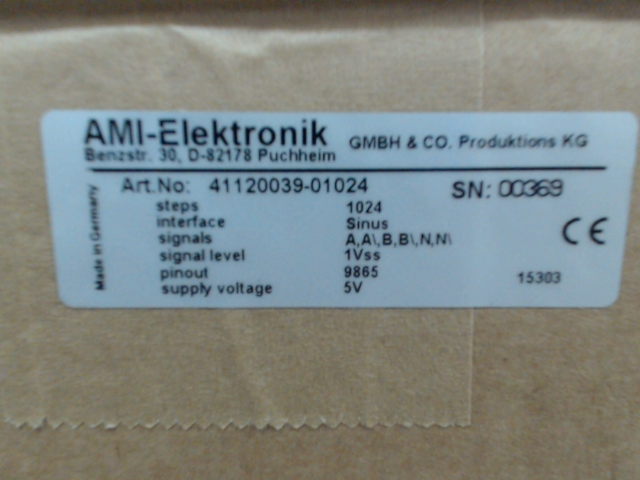 AMI-Elektronik GMBH & CO. Produktions KG
Benzstr. 30, D-82178 Puchheim
Art.No: 41120039-01024 SN: 00369
steps 1024
interface Sinus
signals A,A\,B,B\,N,N\
signal level 1Vss
pinout 9865
supply voltage 5V
CE
15303
Made in Germany